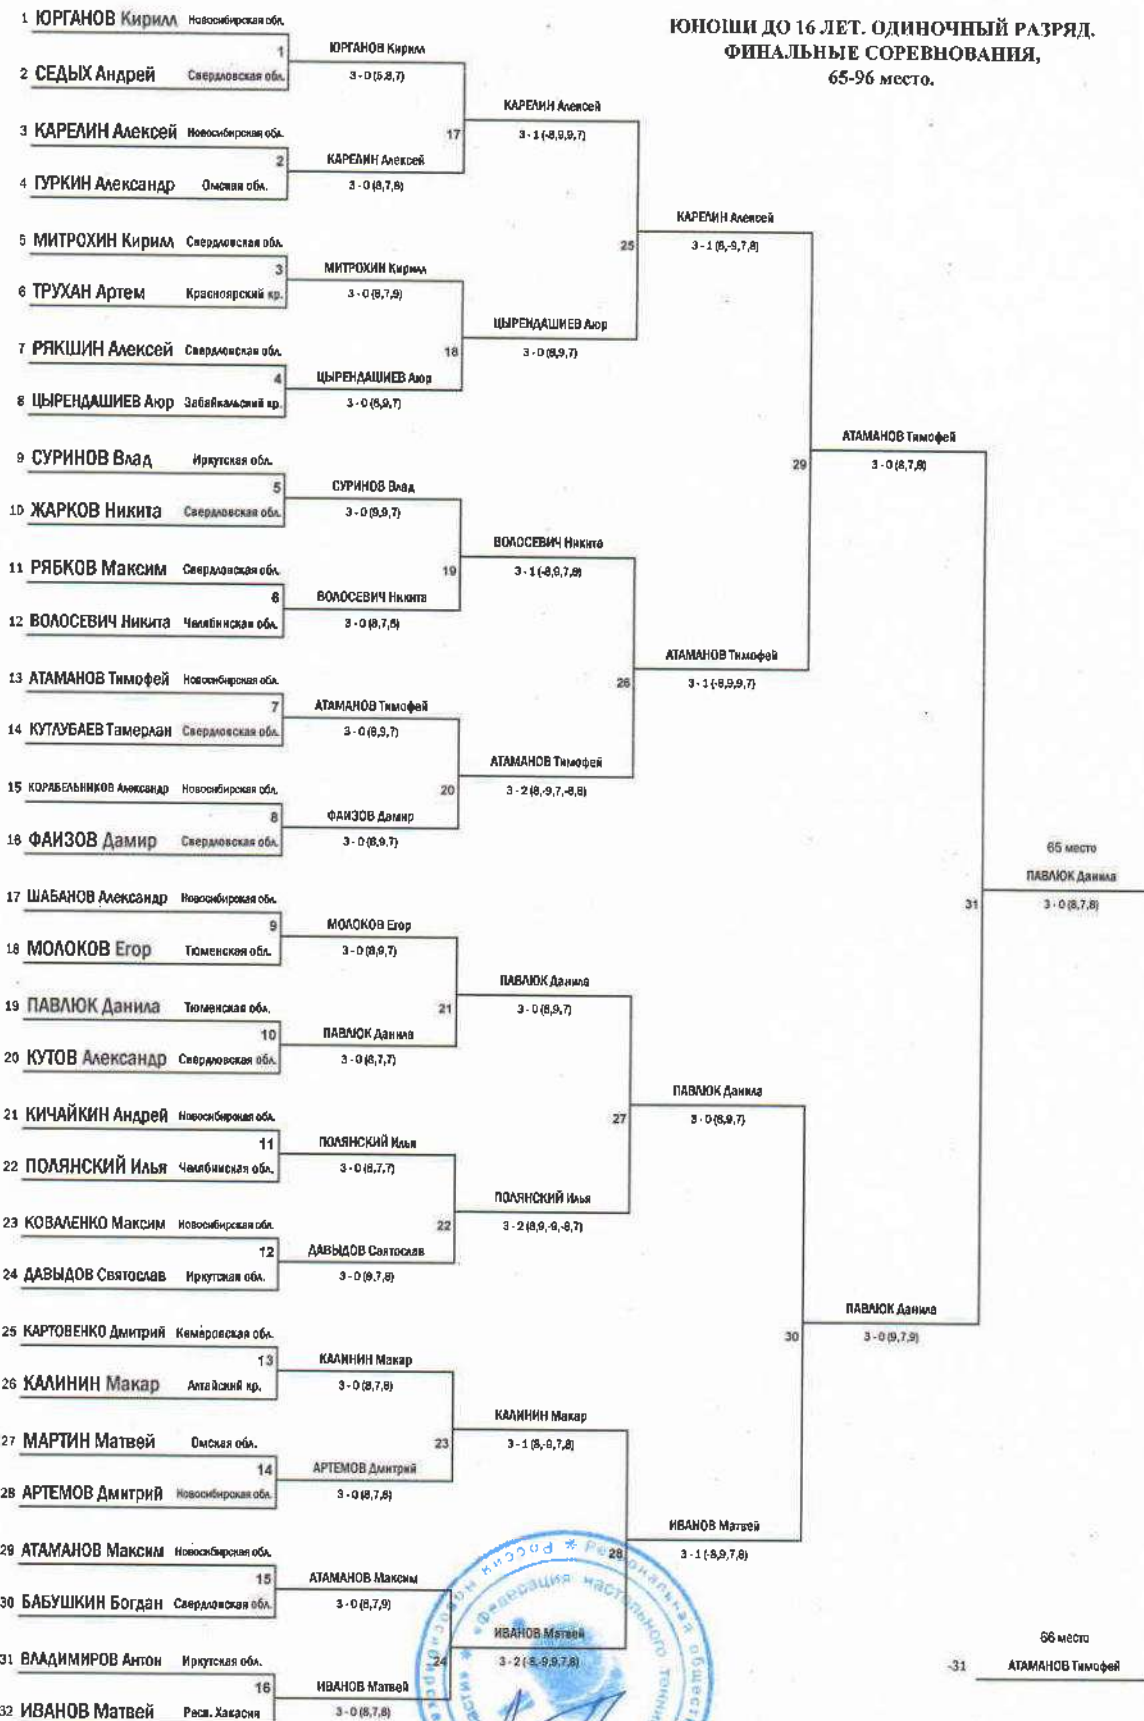 ЮНОШИ ДО 16 ЛЕТ. ОДИНОЧНЫЙ РАЗРЯД.
ФИНАЛЬНЫЕ СОРЕВНОВАНИЯ,
65-96 место.
1 ЮРГАНОВ Кирилл Новосибирская обл.
1
2 СЕДЫХ Андрей Свердловская обл.
3 КАРЕЛИН Алексей Новосибирская обл.
2
4 ГУРКИН Александр Омская обл.
5 МИТРОХИН Кирилл Свердловская обл.
3
6 ТРУХАН Артем Красноярский кр.
7 РЯКШИН Алексей Свердловская обл.
4
8 ЦЫРЕНДАШИЕВ Аюр Забайкальский кр.
9 СУРИНОВ Влад Иркутская обл.
5
10 ЖАРКОВ Никита Свердловская обл.
11 РЯБКОВ Максим Свердловская обл.
6
12 ВОЛОСЕВИЧ Никита Челябинская обл.
13 АТАМАНОВ Тимофей Новосибирская обл.
7
14 КУТЛУБАЕВ Тамерлан Свердловская обл.
15 КОРАБЕЛЬНИКОВ Александр Новосибирская обл.
8
16 ФАИЗОВ Дамир Свердловская обл.
17 ШАБАНОВ Александр Новосибирская обл.
9
18 МОЛОКОВ Егор Тюменская обл.
19 ПАВЛЮК Данила Тюменская обл.
10
20 КУТОВ Александр Свердловская обл.
21 КИЧАЙКИН Андрей Новосибирская обл.
11
22 ПОЛЯНСКИЙ Илья Челябинская обл.
23 КОВАЛЕНКО Максим Новосибирская обл.
12
24 ДАВЫДОВ Святослав Иркутская обл.
25 КАРТОВЕНКО Дмитрий Кемеровская обл.
13
26 КАЛИНИН Макар Алтайский кр.
27 МАРТИН Матвей Омская обл.
14
28 АРТЕМОВ Дмитрий Новосибирская обл.
29 АТАМАНОВ Максим Новосибирская обл.
15
30 БАБУШКИН Богдан Свердловская обл.
31 ВЛАДИМИРОВ Антон Иркутская обл.
16
32 ИВАНОВ Матвей Респ. Хакасия
ЮРГАНОВ Кирилл
3 - 0 (5,8,7)
17
КАРЕЛИН Алексей
3 - 0 (8,7,8)
МИТРОХИН Кирилл
3 - 0 (8,7,9)
18
ЦЫРЕНДАШИЕВ Аюр
3 - 0 (8,9,7)
СУРИНОВ Влад
3 - 0 (9,9,7)
19
ВОЛОСЕВИЧ Никита
3 - 0 (8,7,8)
АТАМАНОВ Тимофей
3 - 0 (8,9,7)
20
ФАИЗОВ Дамир
3 - 0 (8,9,7)
МОЛОКОВ Егор
3 - 0 (8,9,7)
21
ПАВЛЮК Данила
3 - 0 (8,7,7)
ПОЛЯНСКИЙ Илья
3 - 0 (8,7,7)
22
ДАВЫДОВ Святослав
3 - 0 (9,7,8)
КАЛИНИН Макар
3 - 0 (8,7,8)
23
АРТЕМОВ Дмитрий
3 - 0 (8,7,8)
АТАМАНОВ Максим
3 - 0 (8,7,9)
24
ИВАНОВ Матвей
3 - 0 (8,7,8)
КАРЕЛИН Алексей
3 - 1 (-8,9,9,7)
25
ЦЫРЕНДАШИЕВ Аюр
3 - 0 (8,9,7)
ВОЛОСЕВИЧ Никита
3 - 1 (-8,9,7,8)
26
АТАМАНОВ Тимофей
3 - 2 (8,-9,7,-8,8)
ПАВЛЮК Данила
3 - 0 (8,9,7)
27
ПОЛЯНСКИЙ Илья
3 - 2 (8,9,-9,-8,7)
КАЛИНИН Макар
3 - 1 (8,-9,7,8)
28
ИВАНОВ Матвей
3 - 2 (-8,-9,9,7,8)
КАРЕЛИН Алексей
3 - 1 (8,-9,7,8)
29
АТАМАНОВ Тимофей
3 - 1 (-8,9,9,7)
ПАВЛЮК Данила
3 - 0 (8,9,7)
30
ИВАНОВ Матвей
3 - 1 (-8,9,7,8)
АТАМАНОВ Тимофей
3 - 0 (8,7,8)
31
ПАВЛЮК Данила
3 - 0 (9,7,9)
65 место
ПАВЛЮК Данила
3 - 0 (8,7,8)
66 место
-31 АТАМАНОВ Тимофей